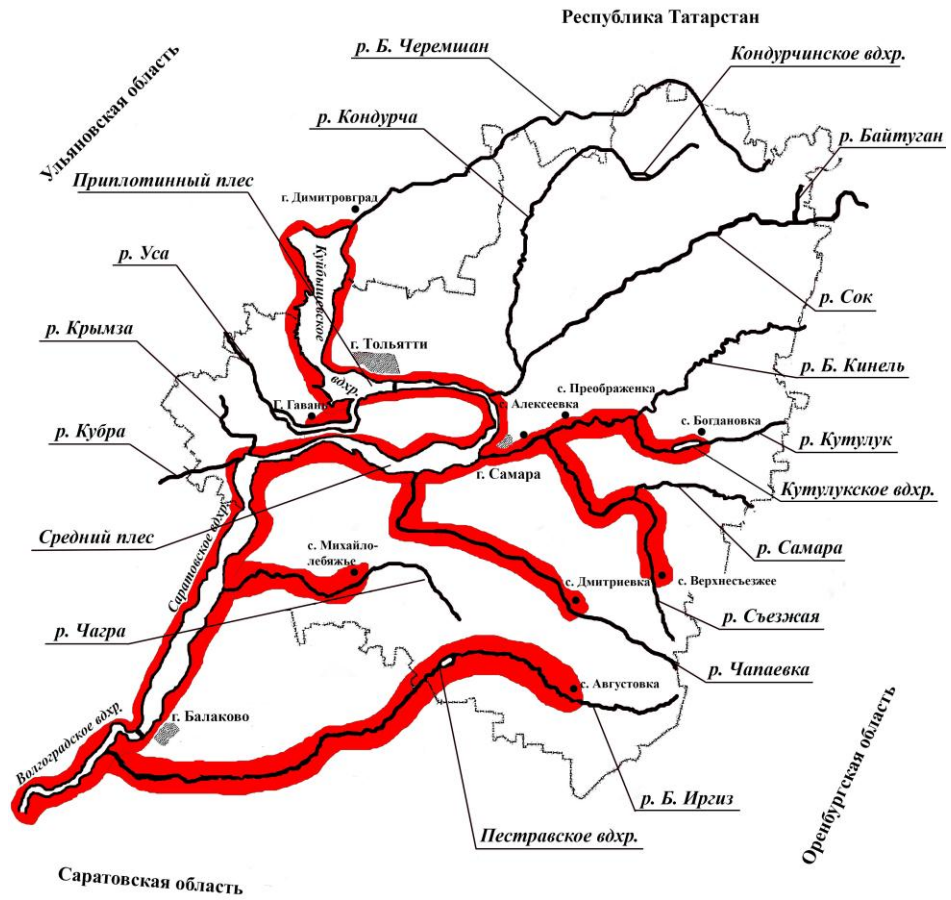 Республика Татарстан
р. Б. Черемшан
Кондурчинское вдхр.
Ульяновская область
р. Кондурча
р. Байтуган
Приплотинный плес
г. Димитровград
р. Уса
Куйбышевское
вдхр.
р. Сок
р. Крымза
г. Тольятти
р. Б. Кинель
с. Преображенка
с. Алексеевка
Г. Гавань
с. Богдановка
р. Кубра
р. Кутулук
г. Самара
Кутулукское вдхр.
Средний плес
Саратовское вдхр.
р. Самара
с. Михайло-
лебяжье
с. Дмитриевка
с. Верхнесъезжее
р. Съезжая
р. Чагра
р. Чапаевка
с. Августовка
г. Балаково
Волгоградское вдхр.
р. Б. Иргиз
Оренбургская область
Пестравское вдхр.
Саратовская область